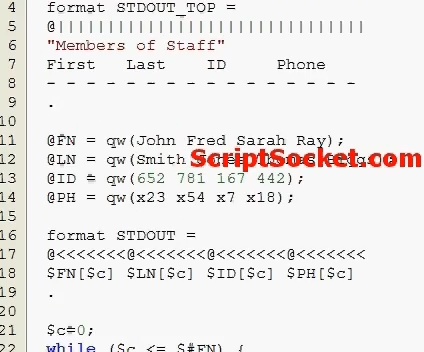 4 format STDOUT_TOP =
5 @||||||||||||||||||||||||||||||
6 "Members of Staff"
7 First Last ID Phone
8 - - - - - - - - - - - - - - - -
9 .
10
11 @FN = qw(John Fred Sarah Ray);
12 @LN = qw(Smith
ScriptSocket.com
13 @ID = qw(652 781 167 442);
14 @PH = qw(x23 x54 x7 x18);
15
16 format STDOUT =
17 @<<<<<<<@<<<<<<<@<<<<<<<@<<<<<<
18 $FN[$c] $LN[$c] $ID[$c] $PH[$c]
19 .
20
21 $c=0;
22 while ($c <= $#FN) {